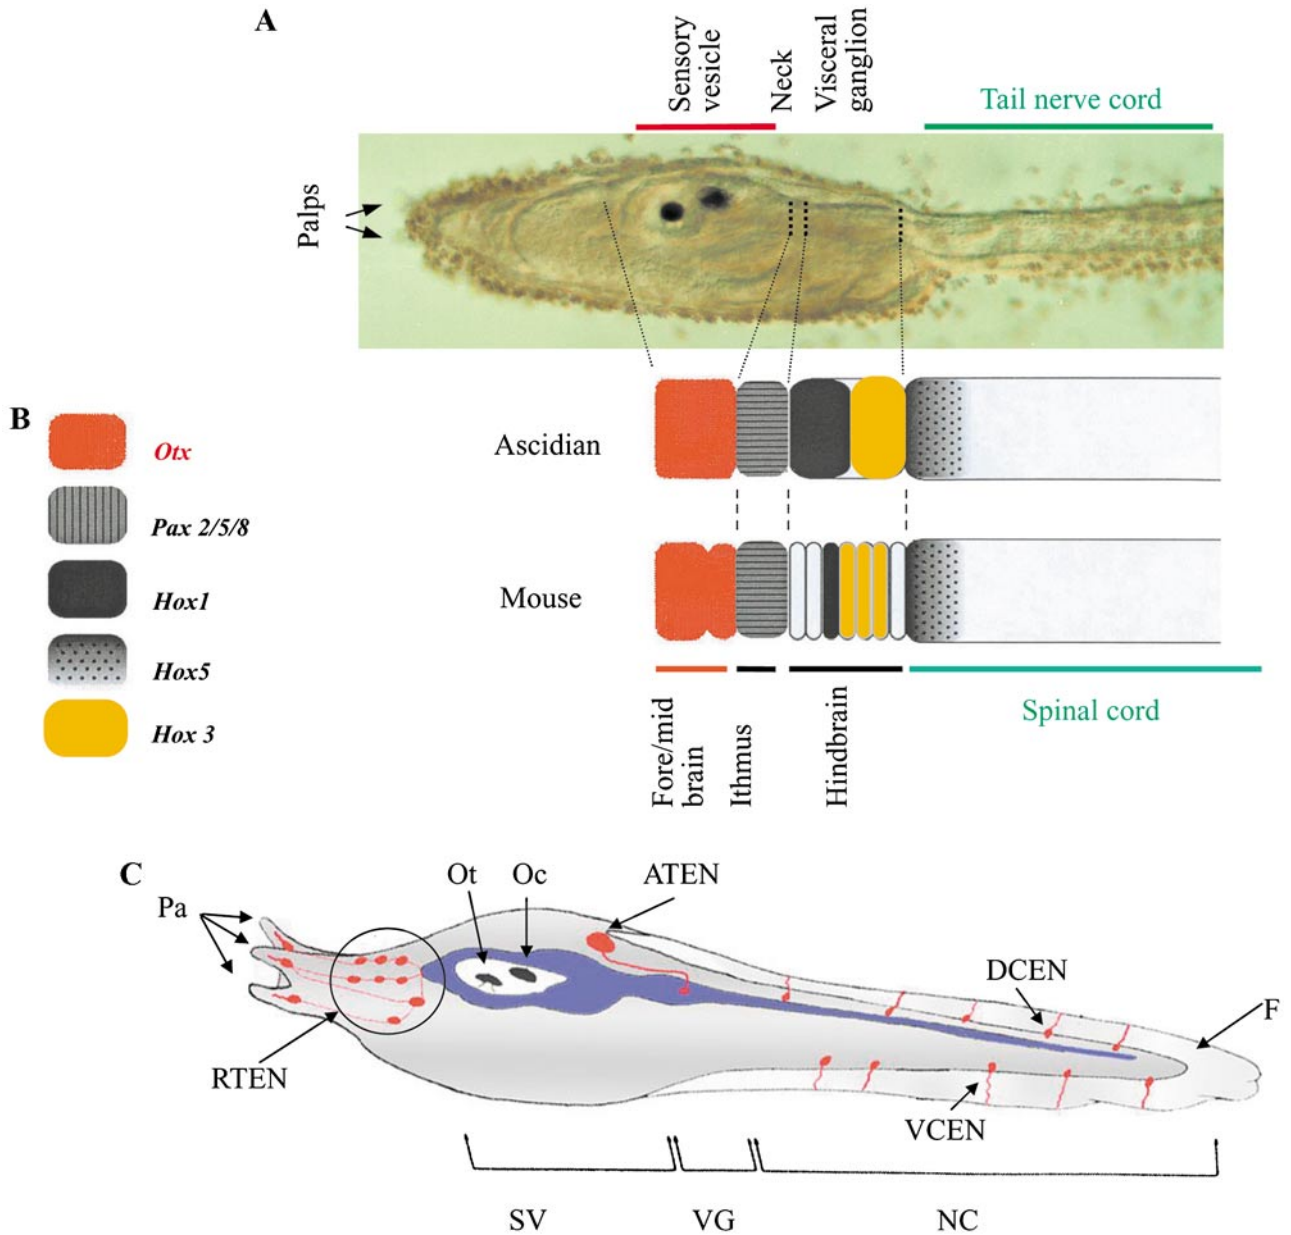 A
Sensory
vesicle
Neck
Visceral
ganglion
Tail nerve cord
Palps
B
Otx
Pax 2/5/8
Hox1
Hox5
Hox 3
Ascidian
Mouse
Fore/mid
brain
Ithmus
Hindbrain
Spinal cord
C
Pa
Ot
Oc
ATEN
DCEN
F
RTEN
VCEN
SV
VG
NC